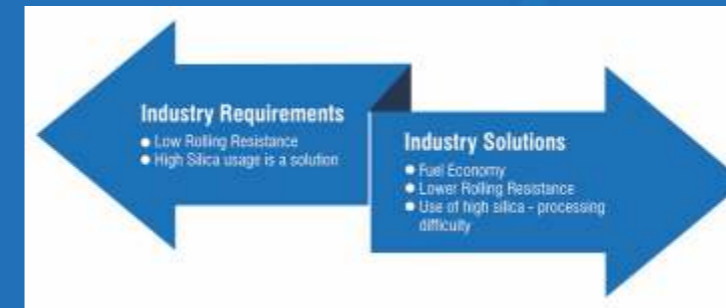 Industry Requirements
● Low Rolling Resistance
● High Silica usage is a solution
Industry Solutions
● Fuel Economy
● Lower Rolling Resistance
● Use of high silica - processing
difficulty